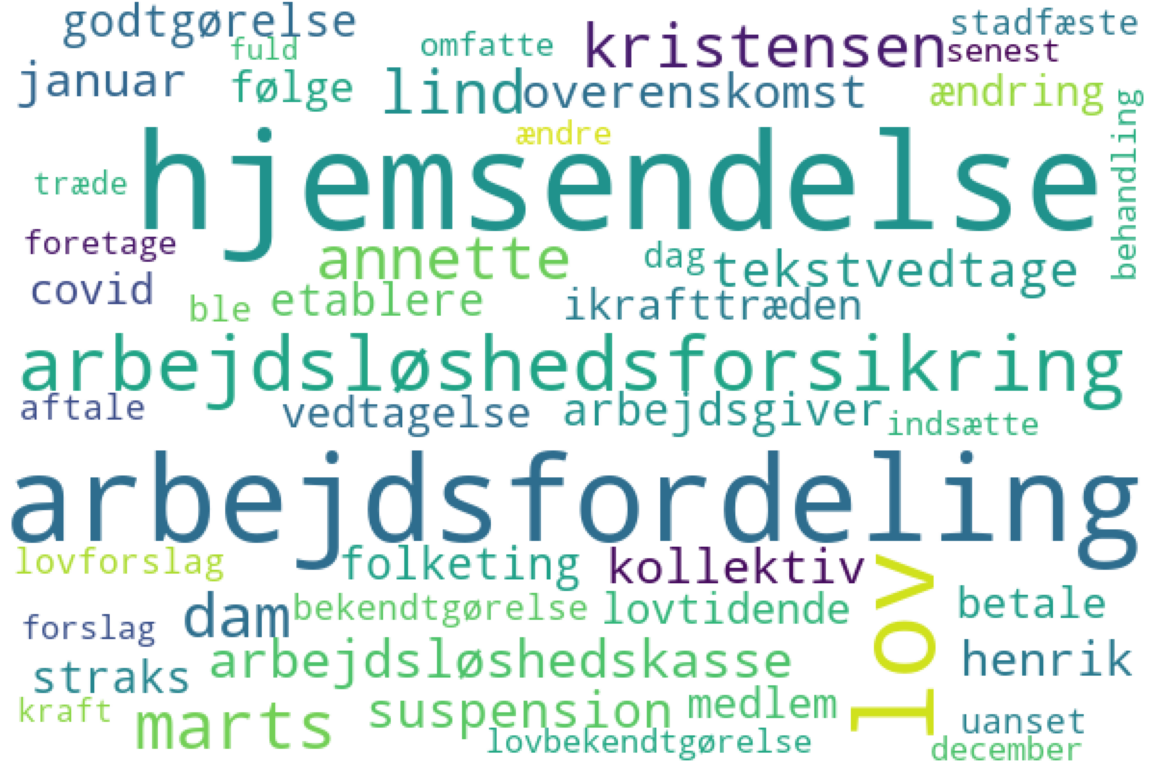 godtgørelse
fuld
omfatte
kristensen
stadfæste
senest
januar
følge
lind
overenskomst
ændring
ændre
behandling
hjemsendelse
træde
foretage
annette
dag
tekstvedtage
covid
ble
etablere
ikrafttræden
arbejdsløshedsforsikring
aftale
vedtagelse
arbejdsgiver
indsætte
arbejdsfordeling
lovforslag
folketing
kollektiv
lov
forslag
dam
bekendtgørelse
lovtidende
betale
straks
arbejdsløshedskasse
henrik
kraft
marts
suspension
medlem
uanset
lovbekendtgørelse
december